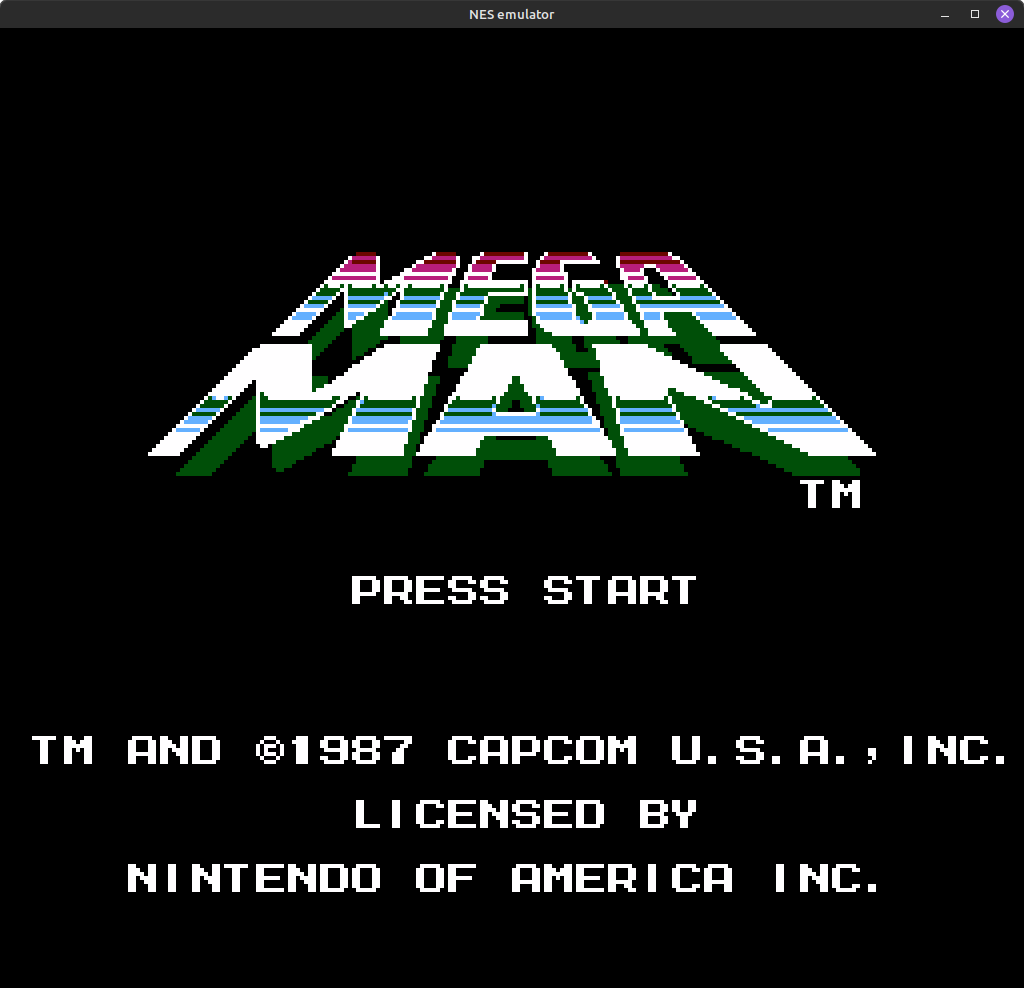 NES emulator
MEGA
MAN
TM
PRESS START
TM AND ©1987 CAPCOM U.S.A., INC.
LICENSED BY
NINTENDO OF AMERICA INC.